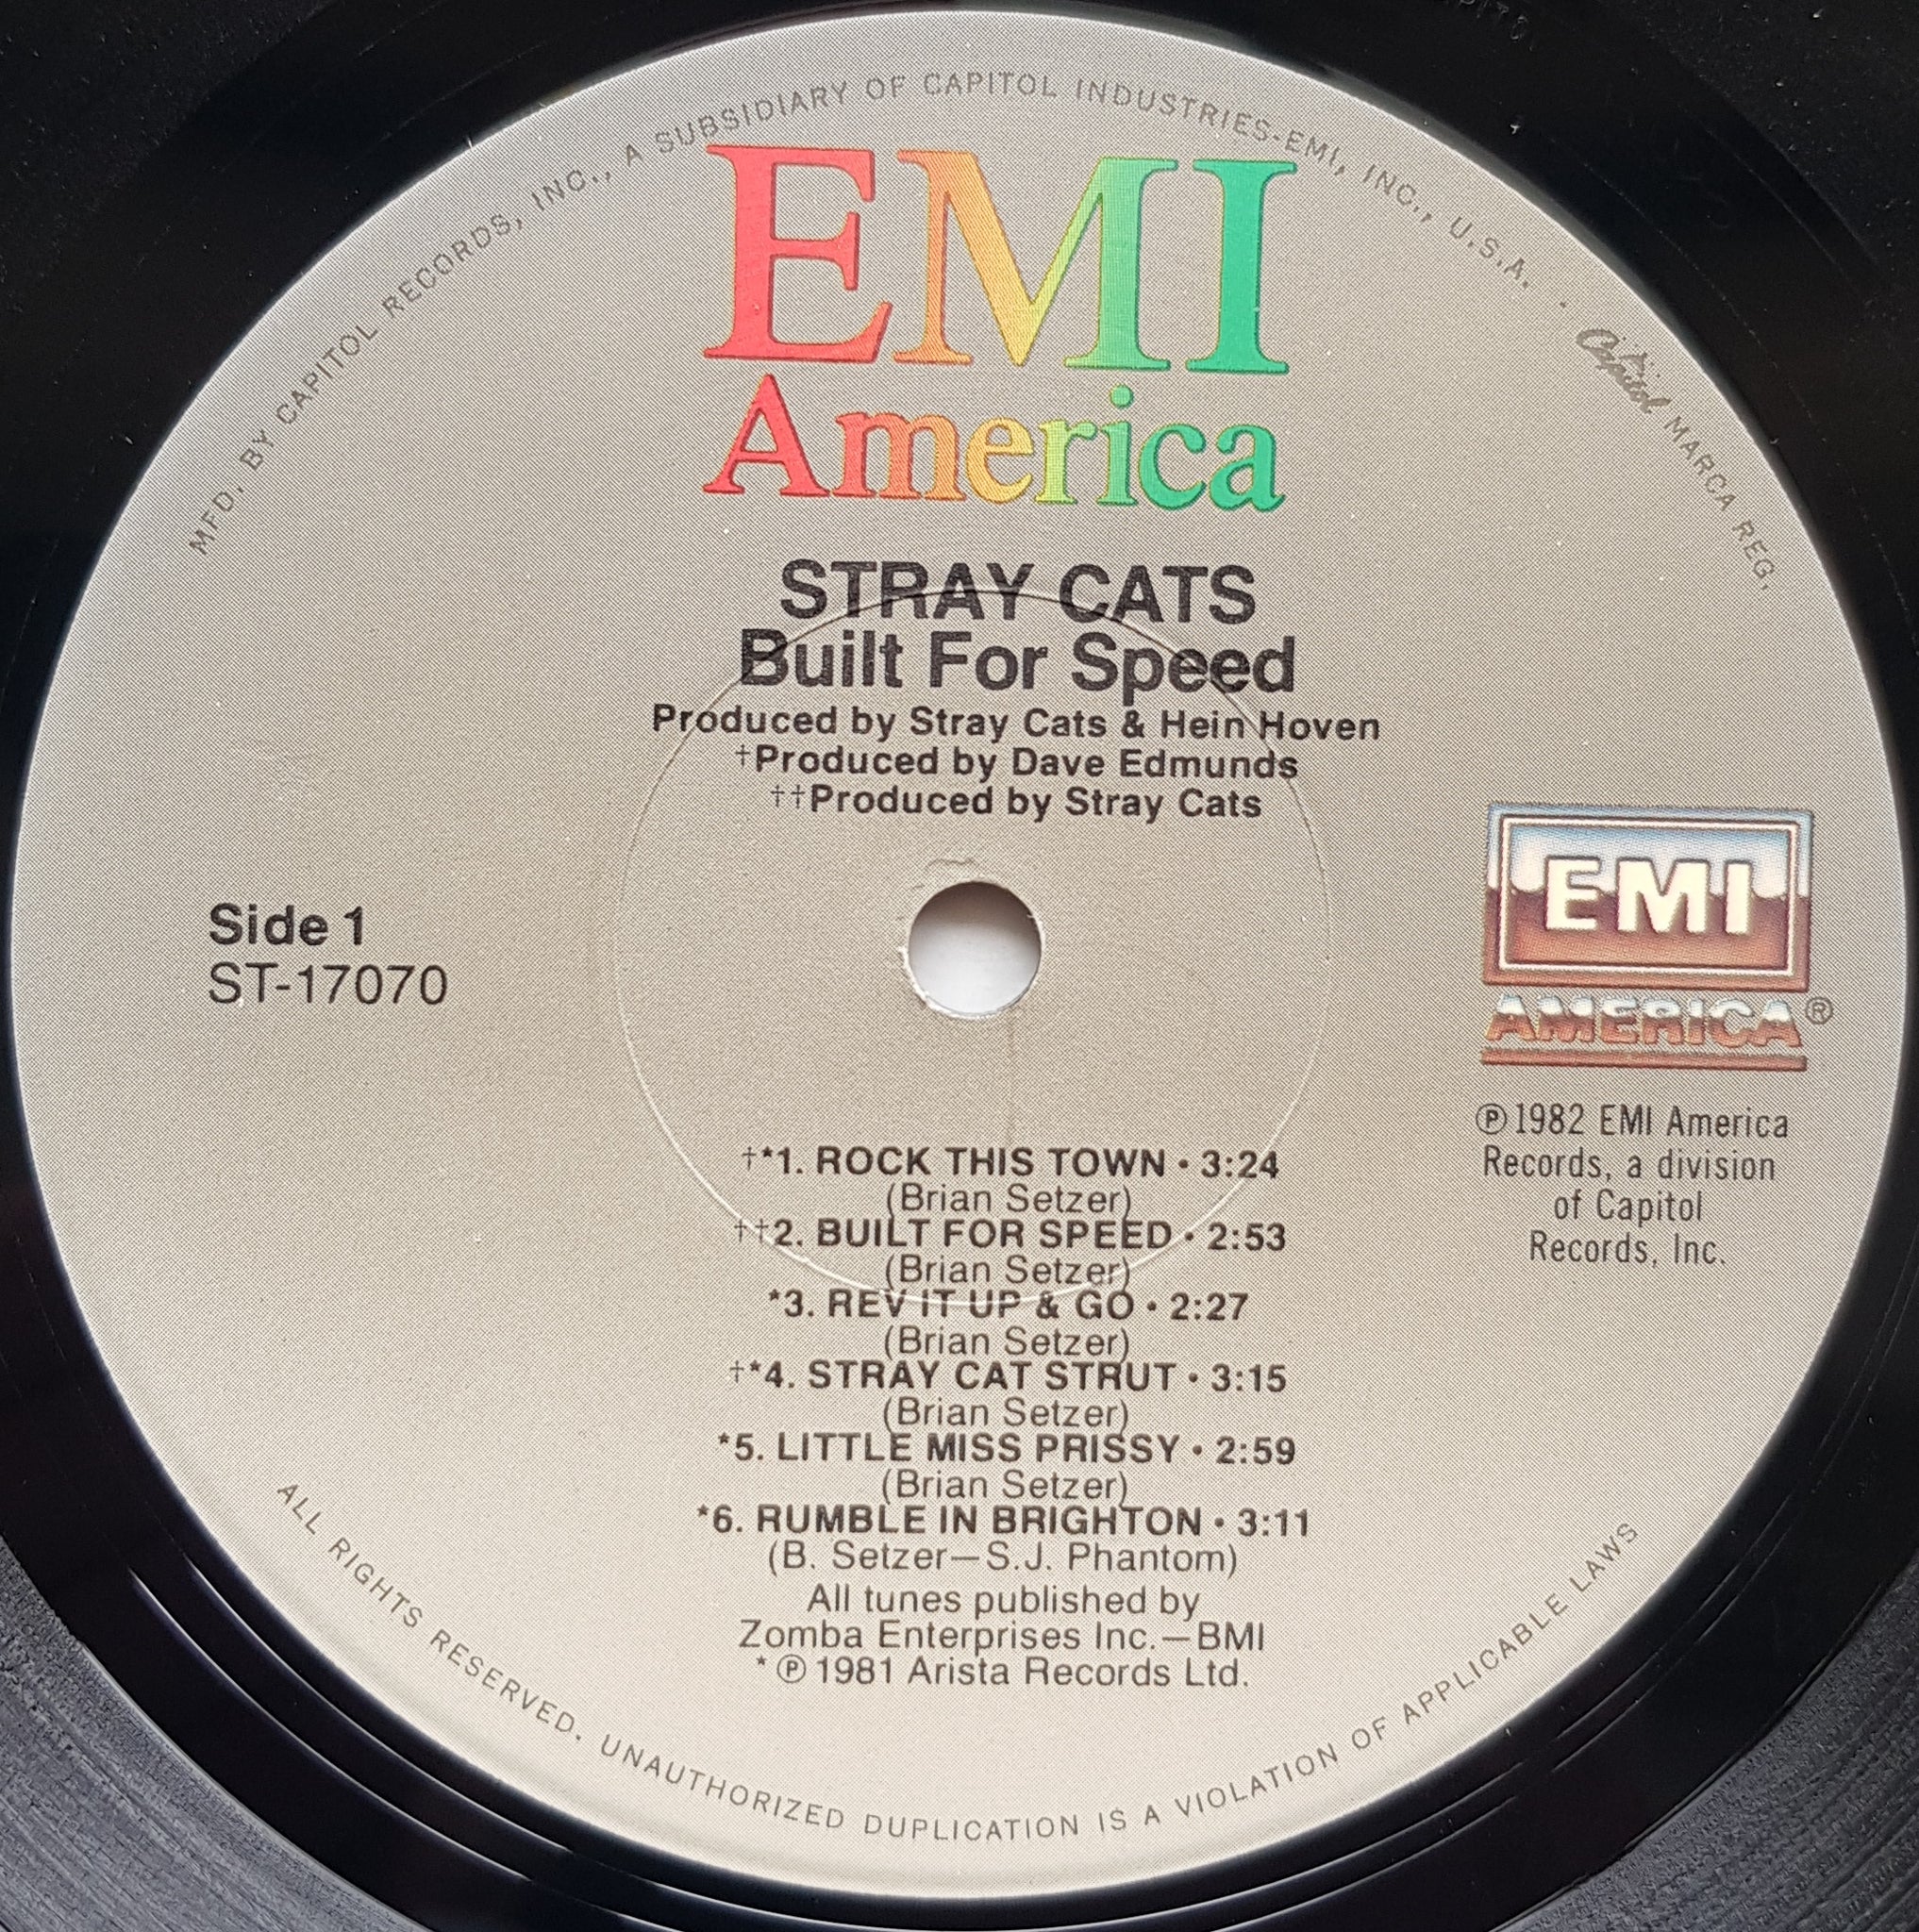 MFD. BY CAPITOL RECORDS, INC., A SUBSIDIARY OF CAPITOL INDUSTRIES-EMI, INC., U.S.A. · Capitol MARCA REG.
EMI
America
STRAY CATS
Built For Speed
Produced by Stray Cats & Hein Hoven
†Produced by Dave Edmunds
††Produced by Stray Cats
Side 1
ST-17070
EMI
AMERICA®
℗ 1982 EMI America
Records, a division
of Capitol
Records, Inc.
†*1. ROCK THIS TOWN • 3:24
(Brian Setzer)
††2. BUILT FOR SPEED • 2:53
(Brian Setzer)
*3. REV IT UP & GO • 2:27
(Brian Setzer)
†*4. STRAY CAT STRUT • 3:15
(Brian Setzer)
*5. LITTLE MISS PRISSY • 2:59
(Brian Setzer)
*6. RUMBLE IN BRIGHTON • 3:11
(B. Setzer—S.J. Phantom)
All tunes published by
Zomba Enterprises Inc.—BMI
* ℗ 1981 Arista Records Ltd.
ALL RIGHTS RESERVED. UNAUTHORIZED DUPLICATION IS A VIOLATION OF APPLICABLE LAWS